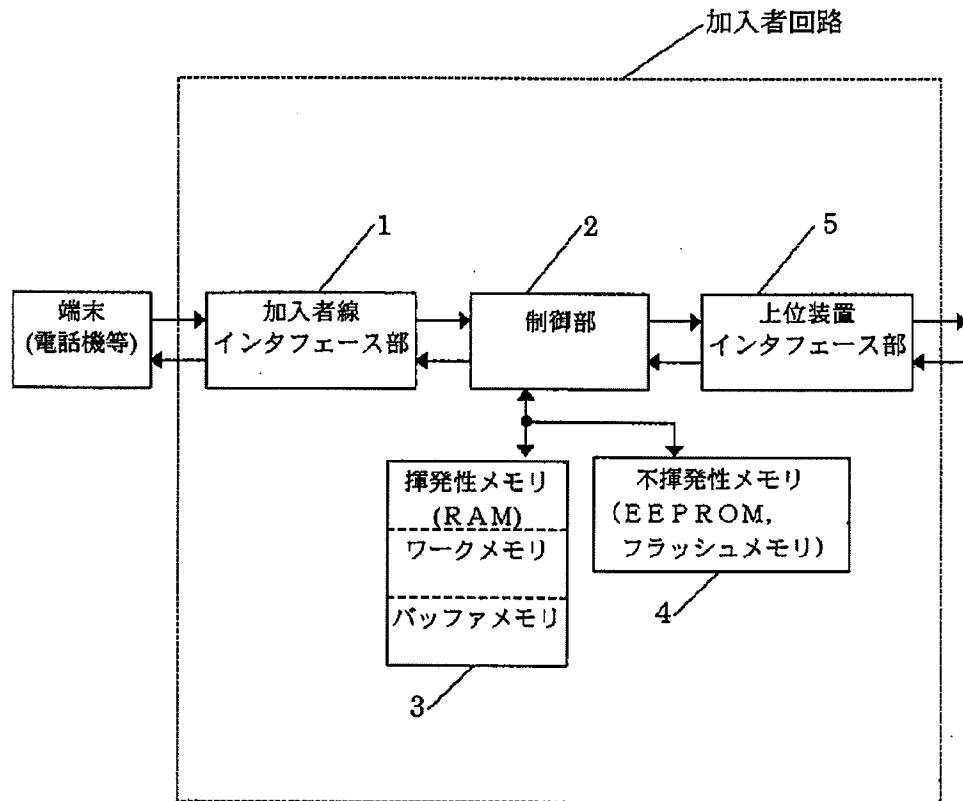 加入者回路
1
2
5
端末
(電話機等)
加入者線
インタフェース部
制御部
上位装置
インタフェース部
揮発性メモリ
(RAM)
ワークメモリ
バッファメモリ
不揮発性メモリ
(EEPROM,
フラッシュメモリ)
4
3